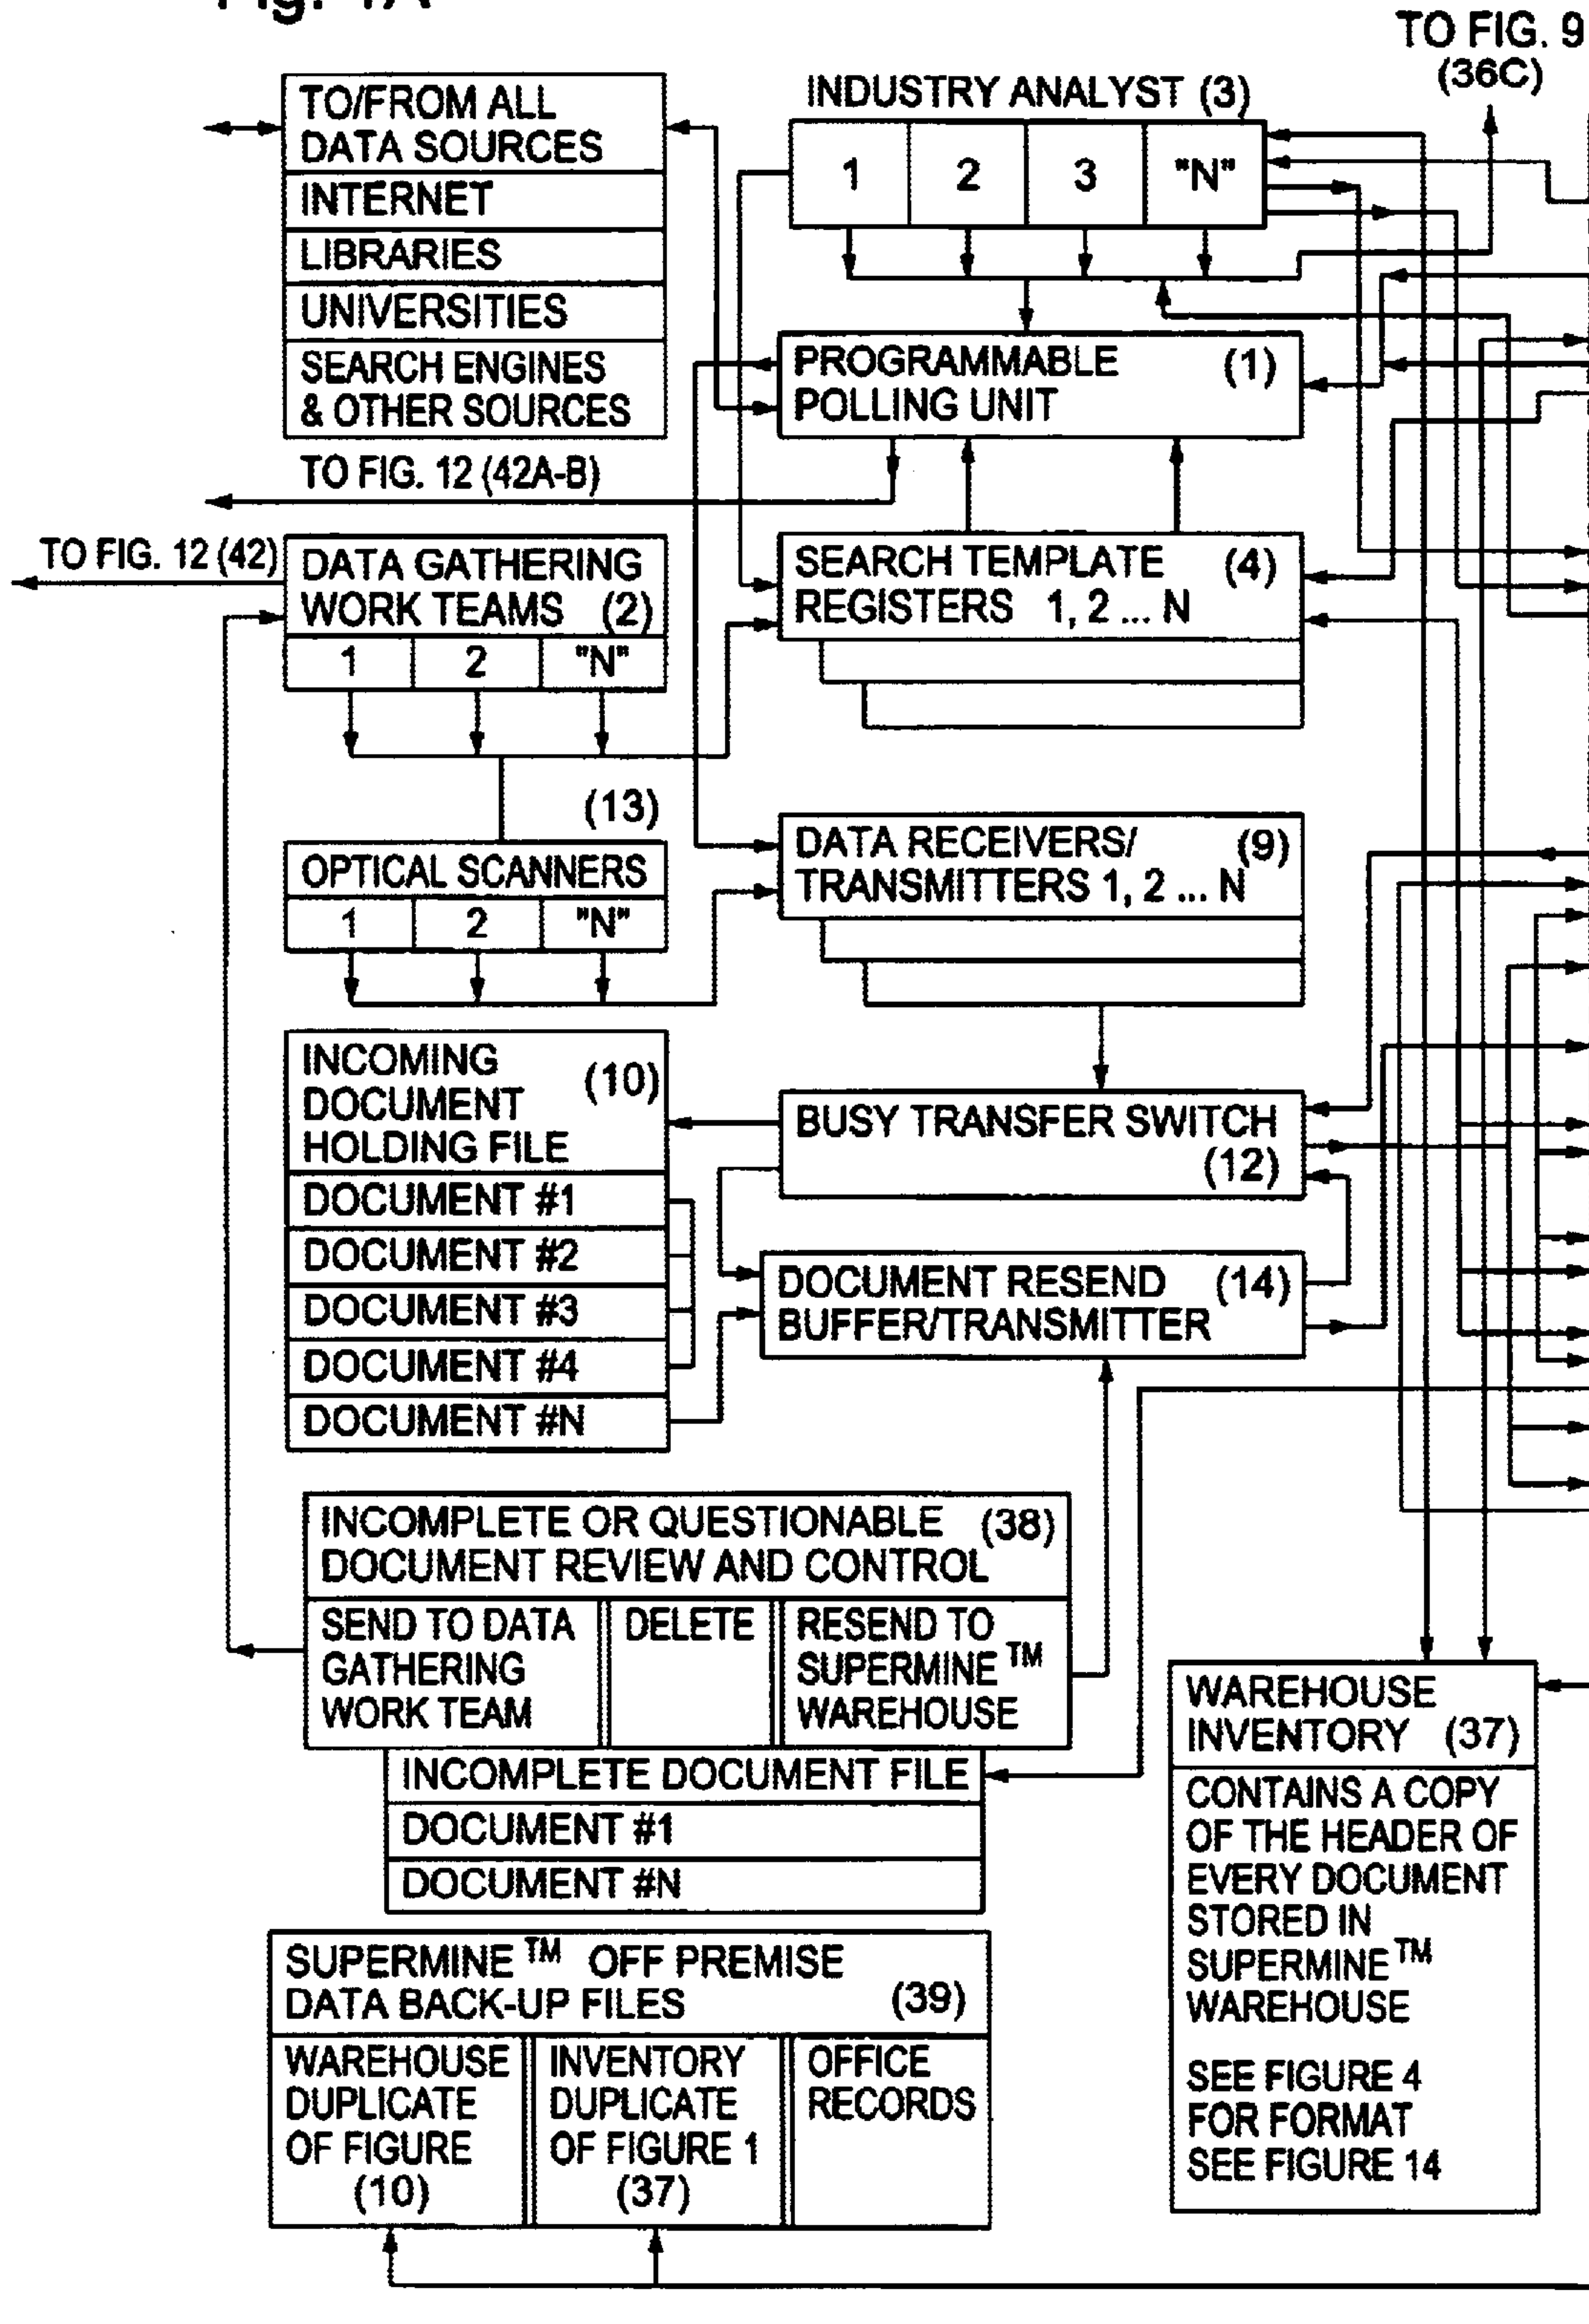 Fig. 1A
TO FIG. 9
(36C)
TO/FROM ALL
DATA SOURCES
INTERNET
LIBRARIES
UNIVERSITIES
SEARCH ENGINES
& OTHER SOURCES
INDUSTRY ANALYST (3)
1 2 3 "N"
PROGRAMMABLE (1)
POLLING UNIT
TO FIG. 12 (42A-B)
TO FIG. 12 (42)
DATA GATHERING
WORK TEAMS (2)
1 2 "N"
SEARCH TEMPLATE (4)
REGISTERS 1, 2 ... N
(13)
OPTICAL SCANNERS
1 2 "N"
DATA RECEIVERS/ (9)
TRANSMITTERS 1, 2 ... N
INCOMING (10)
DOCUMENT
HOLDING FILE
DOCUMENT #1
DOCUMENT #2
DOCUMENT #3
DOCUMENT #4
DOCUMENT #N
BUSY TRANSFER SWITCH
(12)
DOCUMENT RESEND (14)
BUFFER/TRANSMITTER
INCOMPLETE OR QUESTIONABLE (38)
DOCUMENT REVIEW AND CONTROL
SEND TO DATA
GATHERING
WORK TEAM
DELETE
RESEND TO
SUPERMINE TM
WAREHOUSE
INCOMPLETE DOCUMENT FILE
DOCUMENT #1
DOCUMENT #N
WAREHOUSE
INVENTORY (37)
CONTAINS A COPY
OF THE HEADER OF
EVERY DOCUMENT
STORED IN
SUPERMINE TM
WAREHOUSE
SEE FIGURE 4
FOR FORMAT
SEE FIGURE 14
SUPERMINE TM OFF PREMISE
DATA BACK-UP FILES (39)
WAREHOUSE
DUPLICATE
OF FIGURE
(10)
INVENTORY
DUPLICATE
OF FIGURE 1
(37)
OFFICE
RECORDS